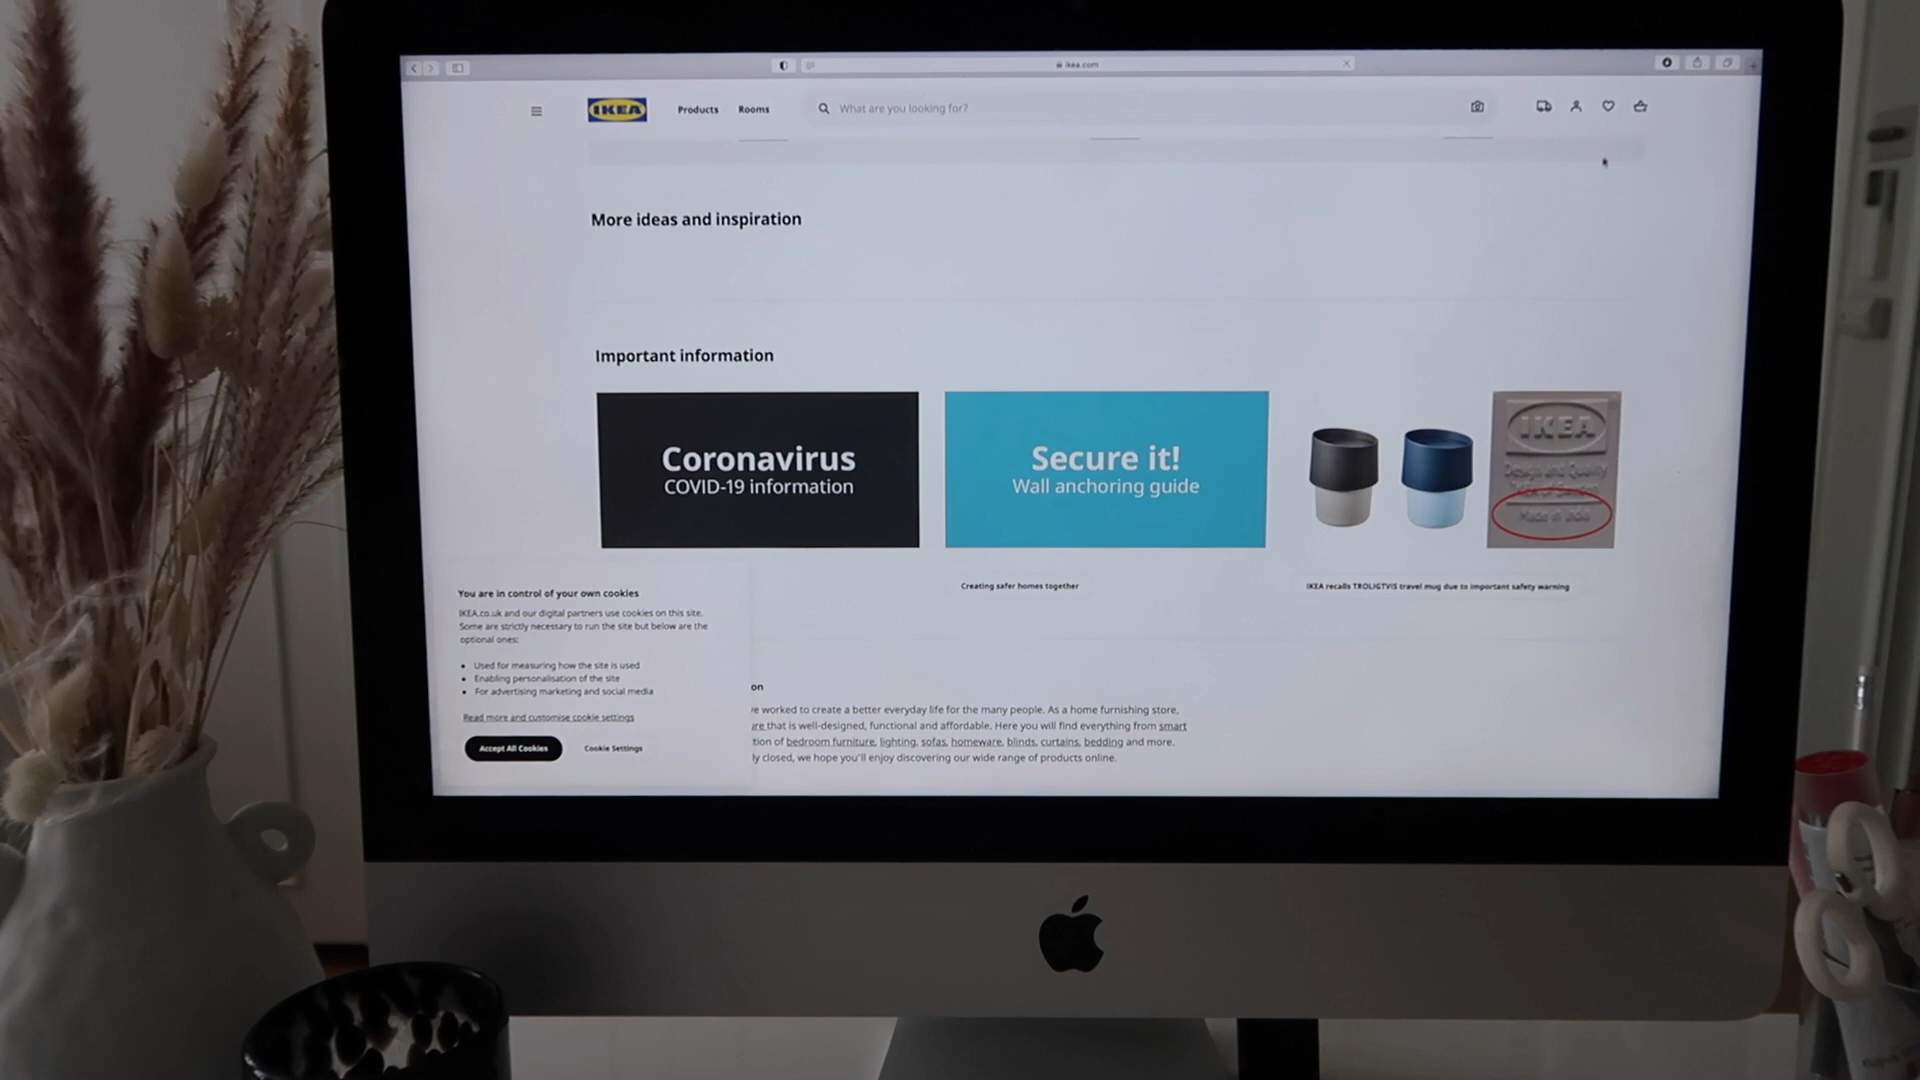 ikea.com
IKEA
Products
Rooms
What are you looking for?
More ideas and inspiration
Important information
Coronavirus
COVID-19 information
Secure it!
Wall anchoring guide
IKEA
Design and Quality
Made in India
Creating safer homes together
IKEA recalls TROLIGTVIS travel mug due to important safety warning
You are in control of your own cookies
IKEA.co.uk and our digital partners use cookies on this site.
Some are strictly necessary to run the site but below are the
optional ones:
Used for measuring how the site is used
Enabling personalisation of the site
For advertising marketing and social media
Read more and customise cookie settings
Accept All Cookies
Cookie Settings
on
worked to create a better everyday life for the many people. As a home furnishing store,
that is well-designed, functional and affordable. Here you will find everything from smart
tion of bedroom furniture, lighting, sofas, homeware, blinds, curtains, bedding and more.
ly closed, we hope you'll enjoy discovering our wide range of products online.